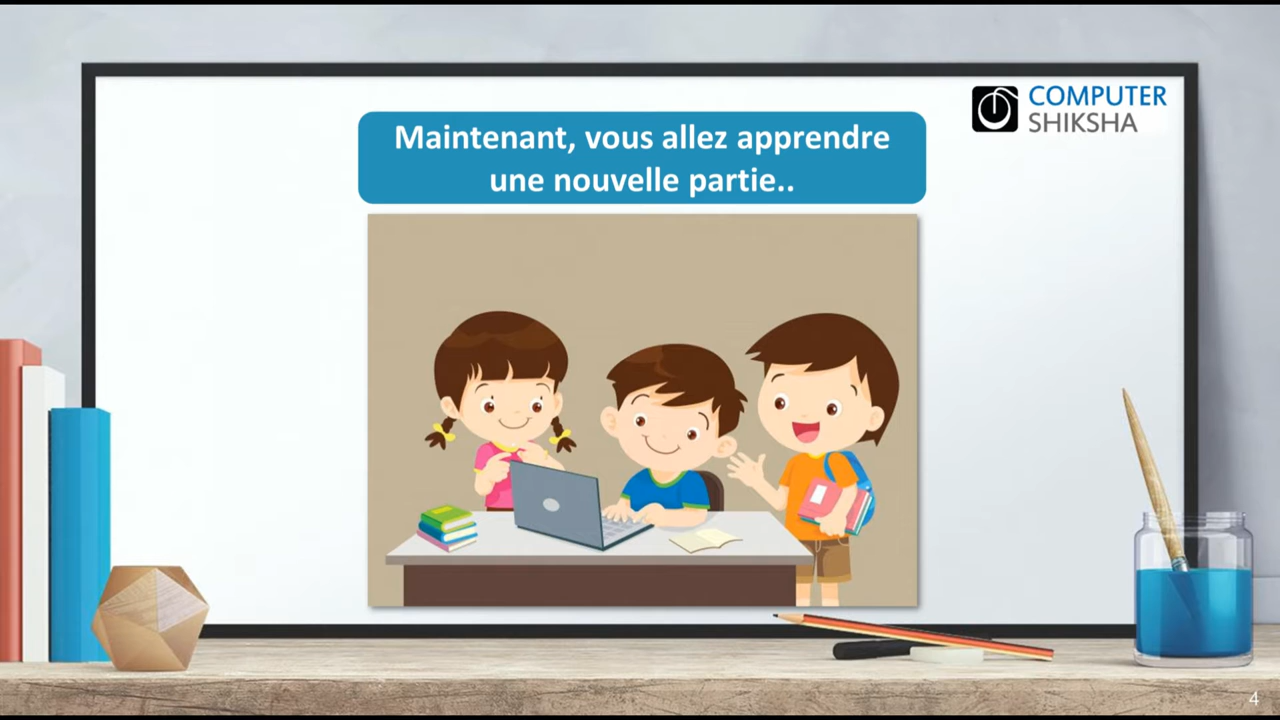 COMPUTER
SHIKSHA
Maintenant, vous allez apprendre
une nouvelle partie..
4